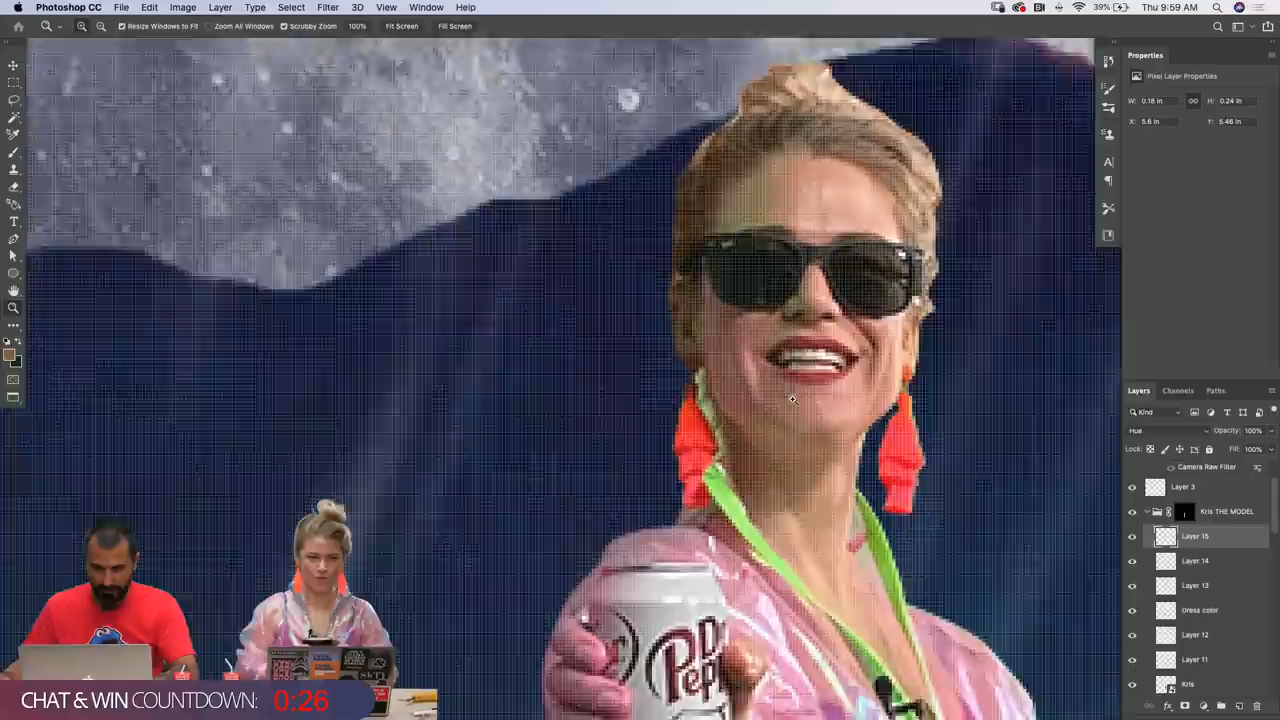 Photoshop CC File Edit Image Layer Type Select Filter 3D View Window Help 39% Thu 9:59 AM
Resize Windows to Fit Zoom All Windows Scrubby Zoom 100% Fit Screen Fill Screen
Properties
Pixel Layer Properties
W: 0.18 in H: 0.24 in
X: 5.6 in Y: 5.46 in
Layers Channels Paths
Kind
Hue Opacity: 100%
Lock: Fill: 100%
Camera Raw Filter
Layer 3
Kris THE MODEL
Layer 15
Layer 14
Layer 13
Dress color
Layer 12
Layer 11
Kris
CHAT & WIN COUNTDOWN: 0:26